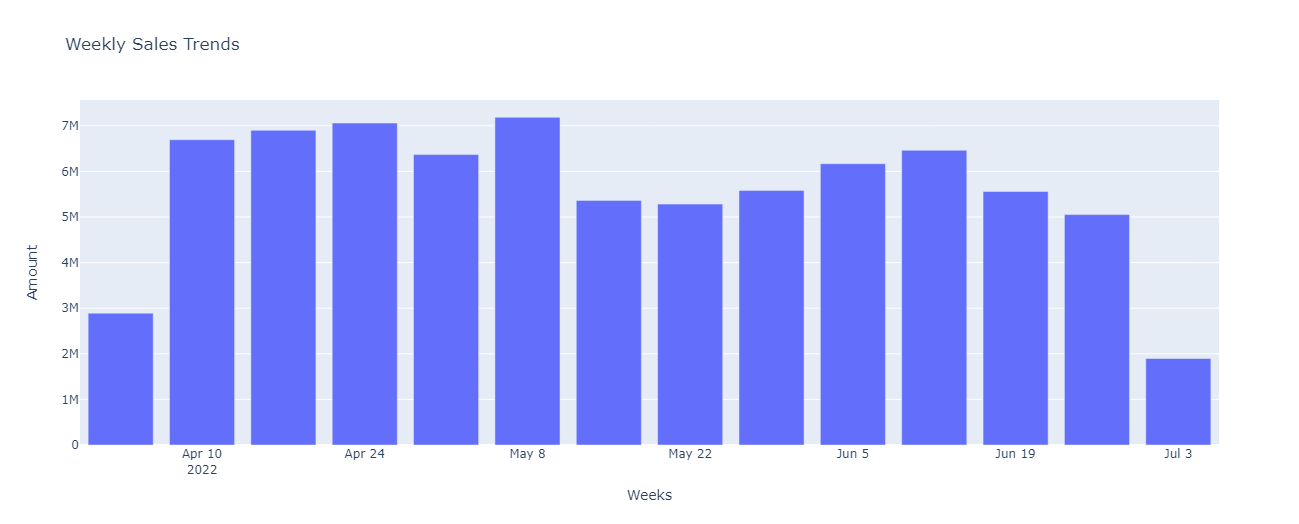 Weekly Sales Trends
7M
6M
5M
4M
3M
2M
1M
0
Amount
Apr 10
2022
Apr 24
May 8
May 22
Jun 5
Jun 19
Jul 3
Weeks